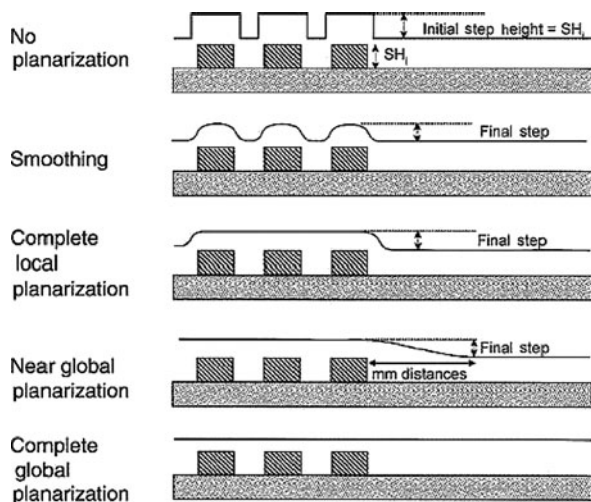 No
planarization
Initial step height = SHi
SHi
Smoothing
Final step
Complete
local
planarization
Final step
Near global
planarization
Final step
mm distances
Complete
global
planarization